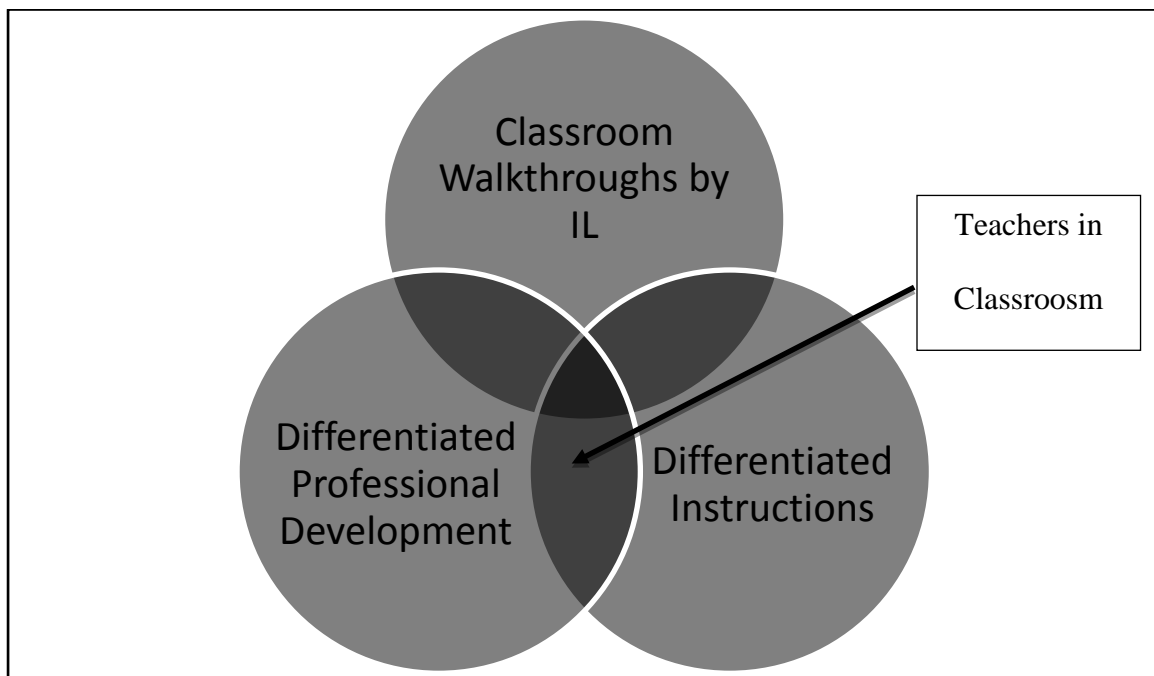 Classroom
Walkthroughs by
IL
Teachers in
Classroosm
Differentiated
Professional
Development
Differentiated
Instructions